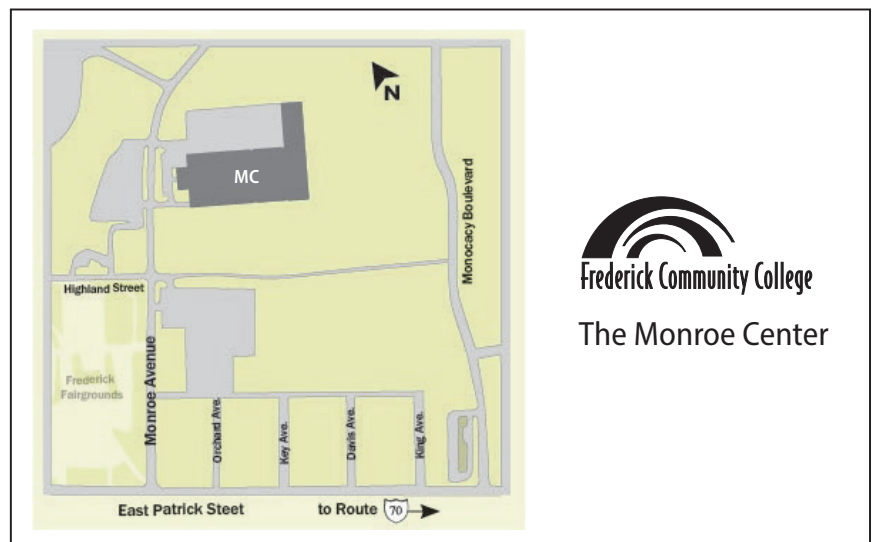 N
MC
Monocacy Boulevard
Highland Street
Frederick
Fairgrounds
Monroe Avenue
Orchard Ave.
Key Ave.
Davis Ave.
King Ave.
East Patrick Steet
to Route 70
Frederick Community College
The Monroe Center